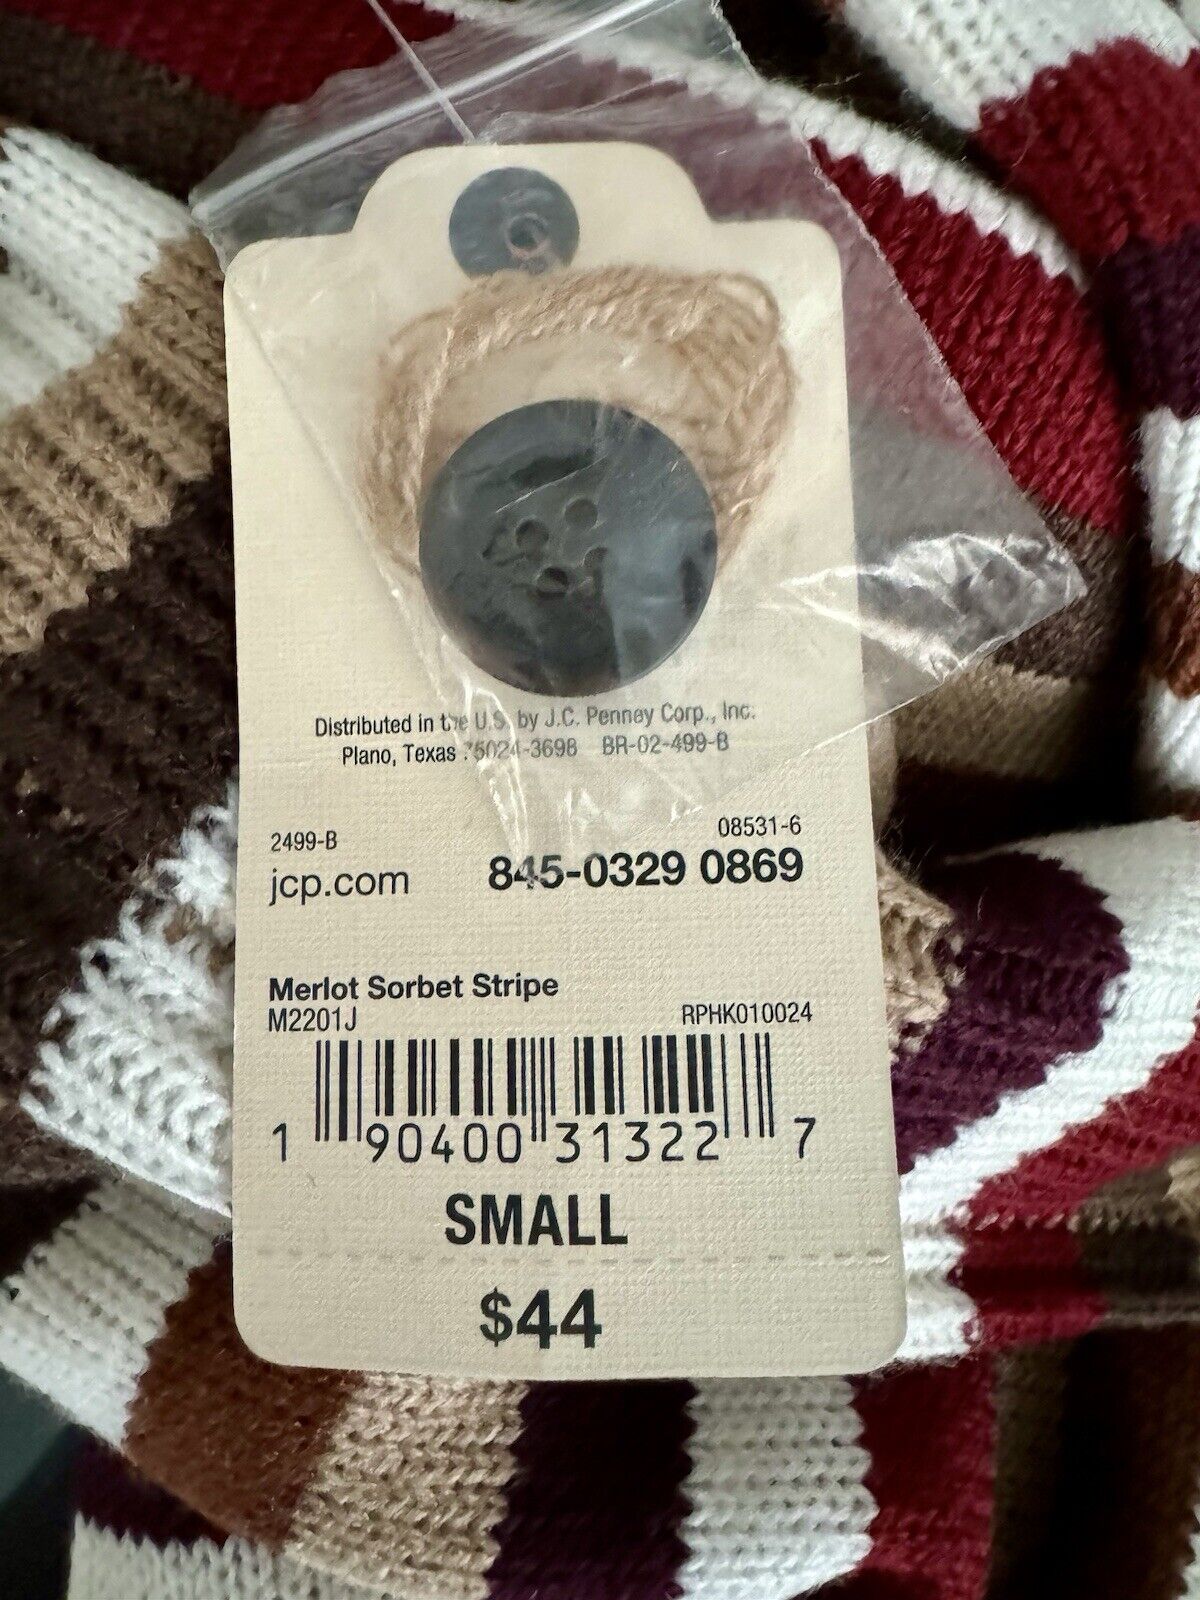 Distributed in the U.S. by J.C. Penney Corp., Inc.
Plano, Texas 75024-3698 BR-02-499-B
2499-B 08531-6
jcp.com 845-0329 0869
Merlot Sorbet Stripe
M2201J RPHK010024
1 90400 31322 7
SMALL
$44